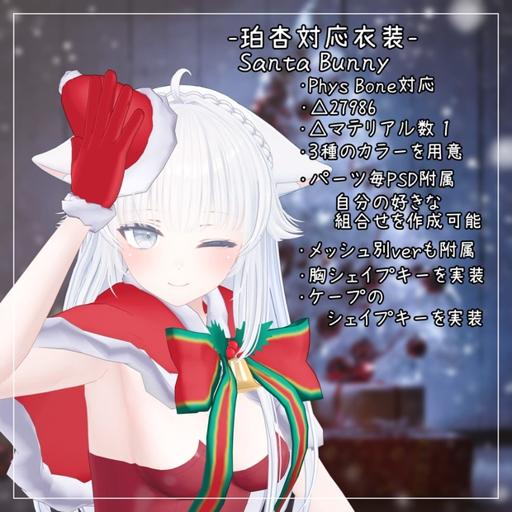 -珀杏対応衣装-
Santa Bunny
・Phys Bone対応
・△27986
・△マテリアル数 1
・3種のカラーを用意
・パーツ毎PSD附属
自分の好きな
組合せを作成可能
・メッシュ別verも附属
・胸シェイプキーを実装
・ケープの
シェイプキーを実装